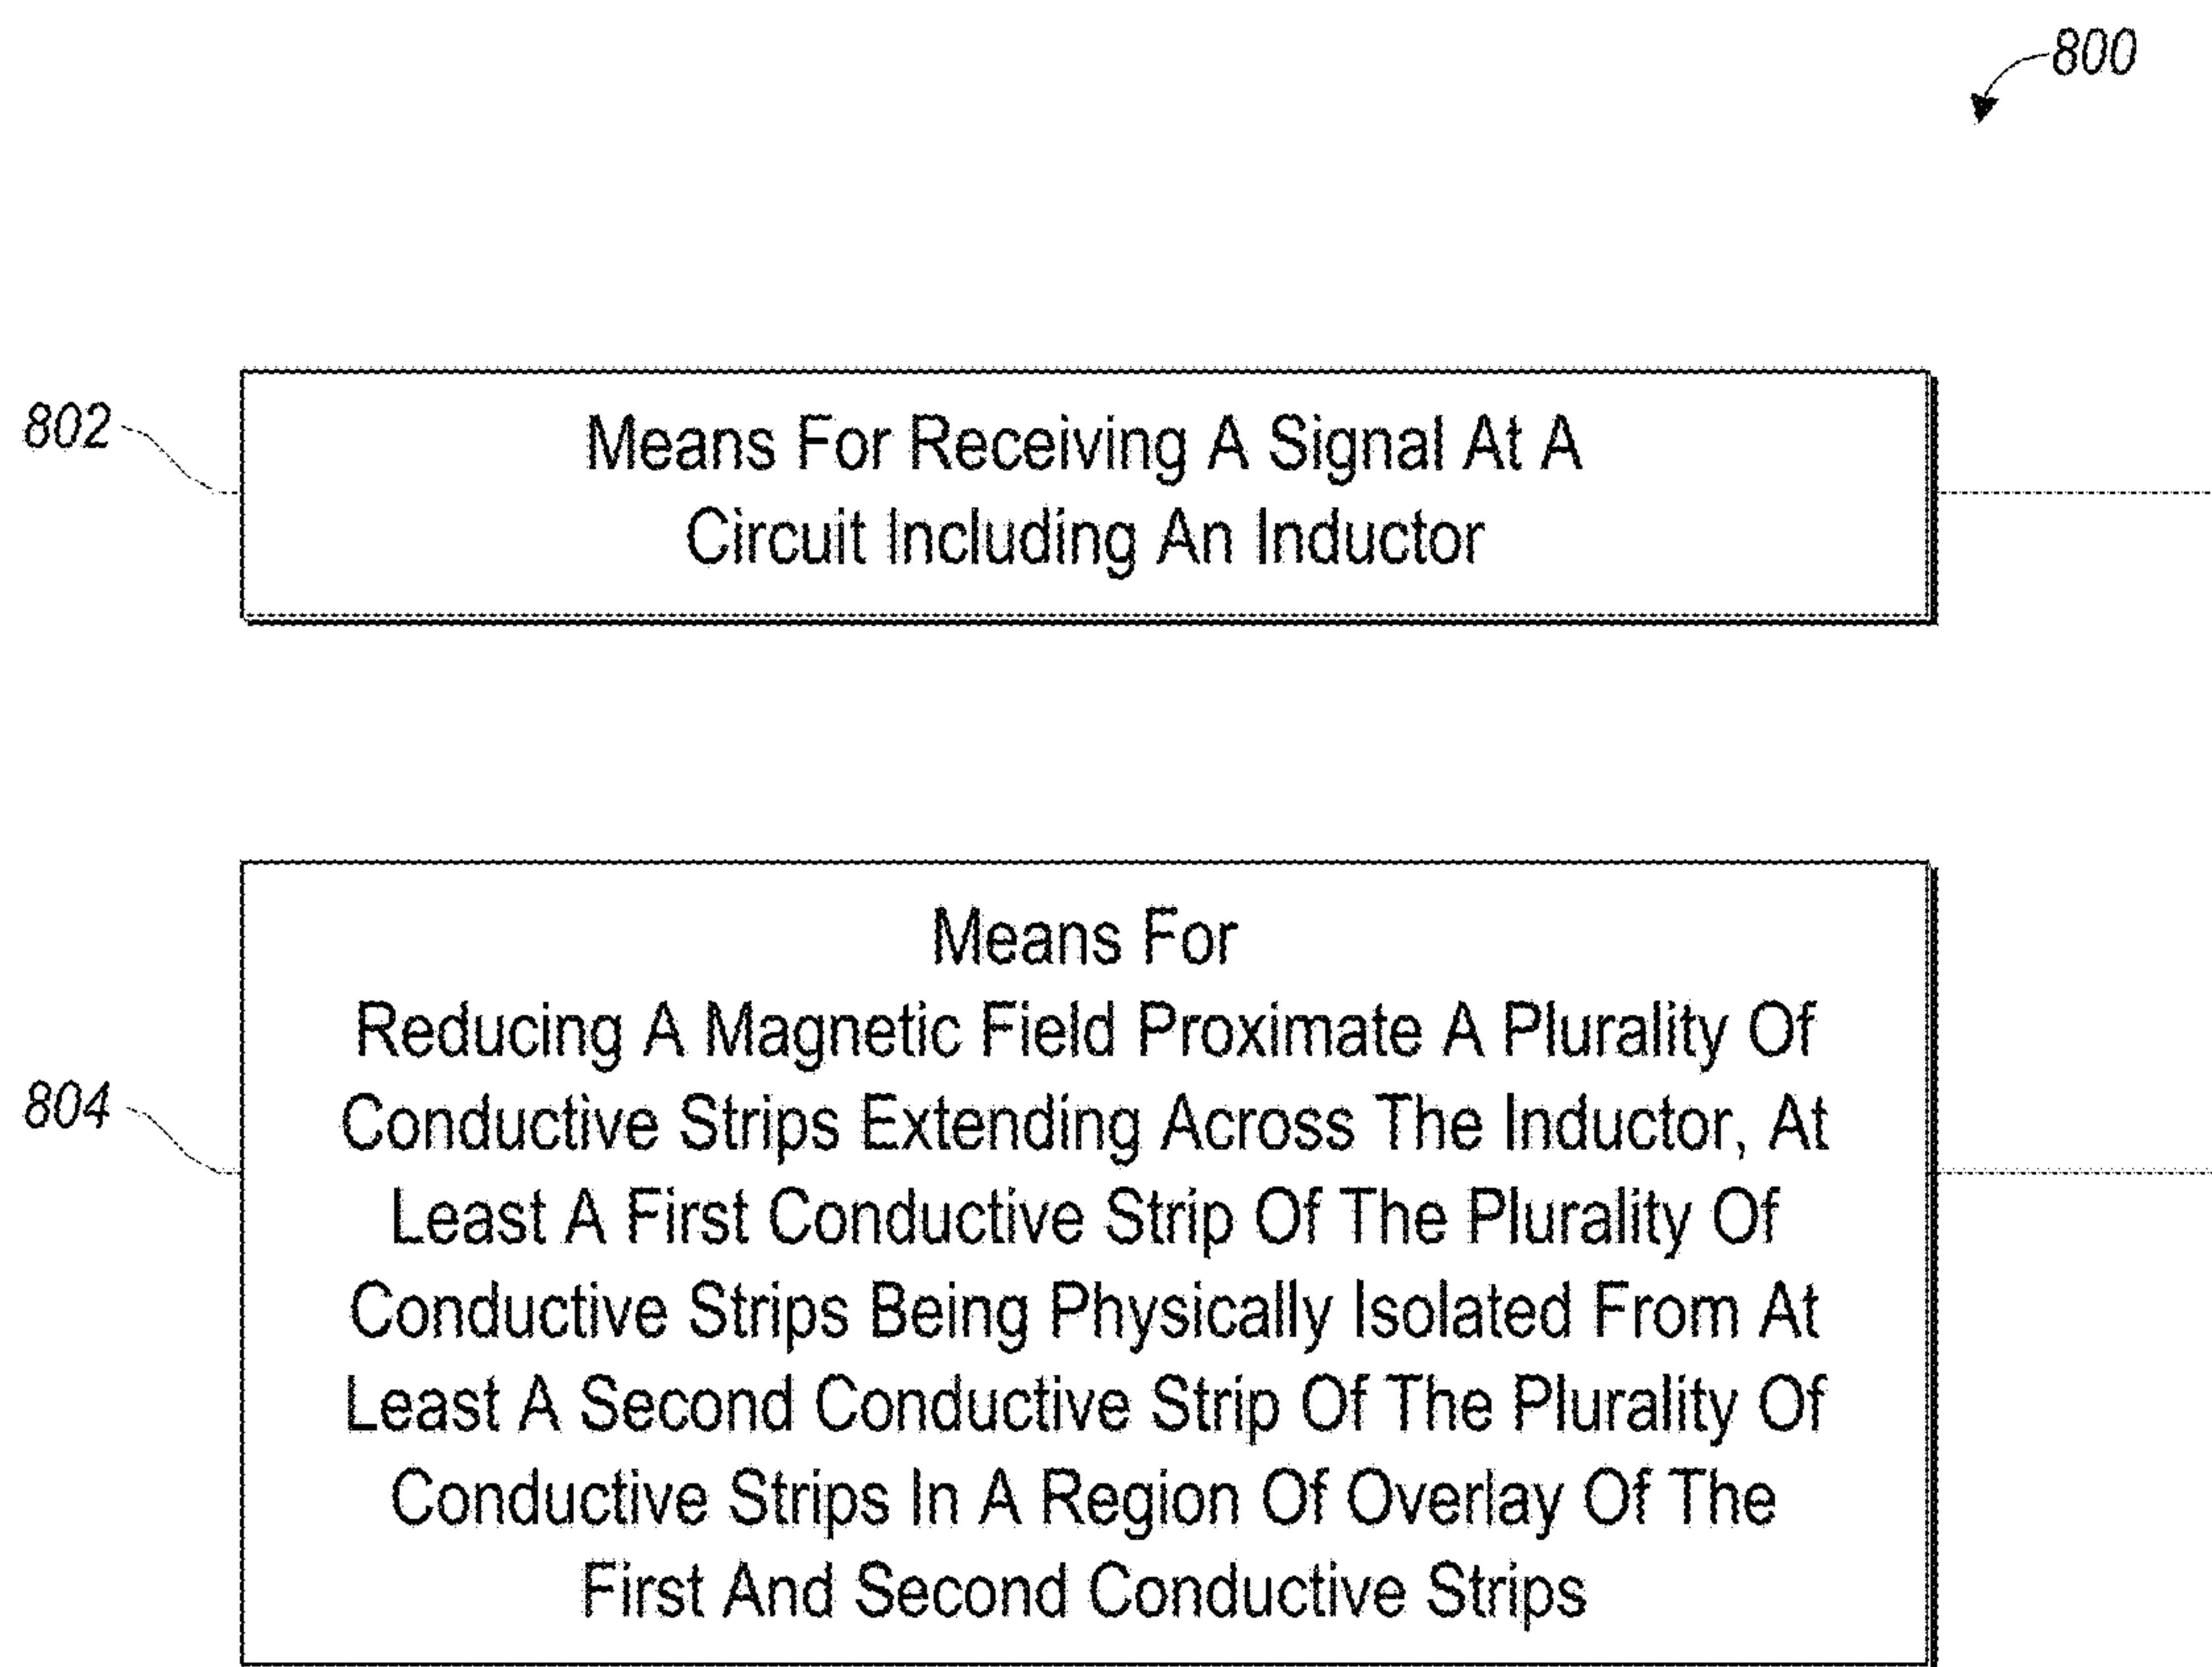 800
802
Means For Receiving A Signal At A
Circuit Including An Inductor
804
Means For
Reducing A Magnetic Field Proximate A Plurality Of
Conductive Strips Extending Across The Inductor, At
Least A First Conductive Strip Of The Plurality Of
Conductive Strips Being Physically Isolated From At
Least A Second Conductive Strip Of The Plurality Of
Conductive Strips In A Region Of Overlay Of The
First And Second Conductive Strips